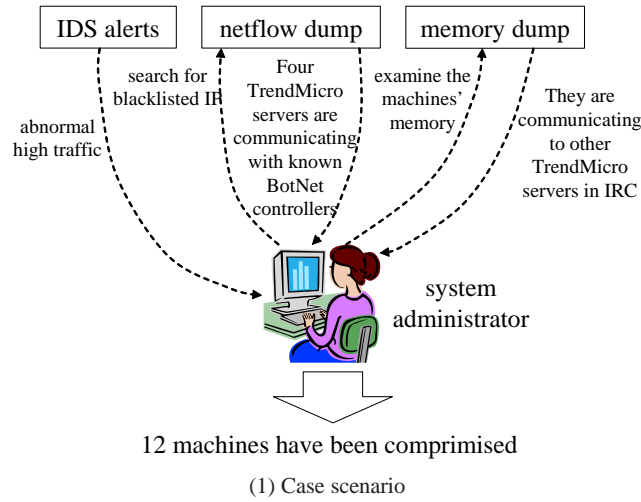 IDS alerts
netflow dump
memory dump
abnormal
high traffic
search for
blacklisted IP
Four
TrendMicro
servers are
communicating
with known
BotNet
controllers
examine the
machines'
memory
They are
communicating
to other
TrendMicro
servers in IRC
system
administrator
12 machines have been comprimised
(1) Case scenario